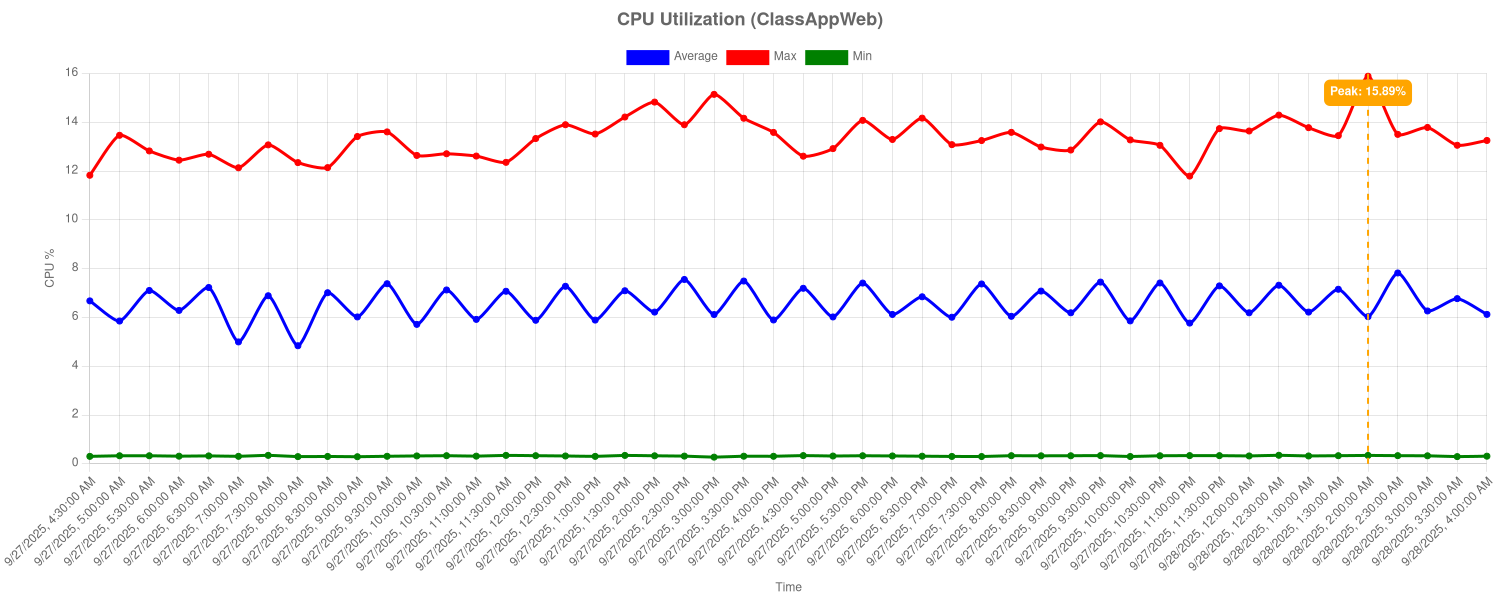 CPU Utilization (ClassAppWeb)
Average Max Min
16
Peak: 15.89%
14
12
10
8
CPU %
6
4
2
0
9/27/2025, 4:30:00 AM
9/27/2025, 5:00:00 AM
9/27/2025, 5:30:00 AM
9/27/2025, 6:00:00 AM
9/27/2025, 6:30:00 AM
9/27/2025, 7:00:00 AM
9/27/2025, 7:30:00 AM
9/27/2025, 8:00:00 AM
9/27/2025, 8:30:00 AM
9/27/2025, 9:00:00 AM
9/27/2025, 9:30:00 AM
9/27/2025, 10:00:00 AM
9/27/2025, 10:30:00 AM
9/27/2025, 11:00:00 AM
9/27/2025, 11:30:00 AM
9/27/2025, 12:00:00 PM
9/27/2025, 12:30:00 PM
9/27/2025, 1:00:00 PM
9/27/2025, 1:30:00 PM
9/27/2025, 2:00:00 PM
9/27/2025, 2:30:00 PM
9/27/2025, 3:00:00 PM
9/27/2025, 3:30:00 PM
9/27/2025, 4:00:00 PM
9/27/2025, 4:30:00 PM
9/27/2025, 5:00:00 PM
9/27/2025, 5:30:00 PM
9/27/2025, 6:00:00 PM
9/27/2025, 6:30:00 PM
9/27/2025, 7:00:00 PM
9/27/2025, 7:30:00 PM
9/27/2025, 8:00:00 PM
9/27/2025, 8:30:00 PM
9/27/2025, 9:00:00 PM
9/27/2025, 9:30:00 PM
9/27/2025, 10:00:00 PM
9/27/2025, 10:30:00 PM
9/27/2025, 11:00:00 PM
9/27/2025, 11:30:00 PM
9/28/2025, 12:00:00 AM
9/28/2025, 12:30:00 AM
9/28/2025, 1:00:00 AM
9/28/2025, 1:30:00 AM
9/28/2025, 2:00:00 AM
9/28/2025, 2:30:00 AM
9/28/2025, 3:00:00 AM
9/28/2025, 3:30:00 AM
9/28/2025, 4:00:00 AM
Time